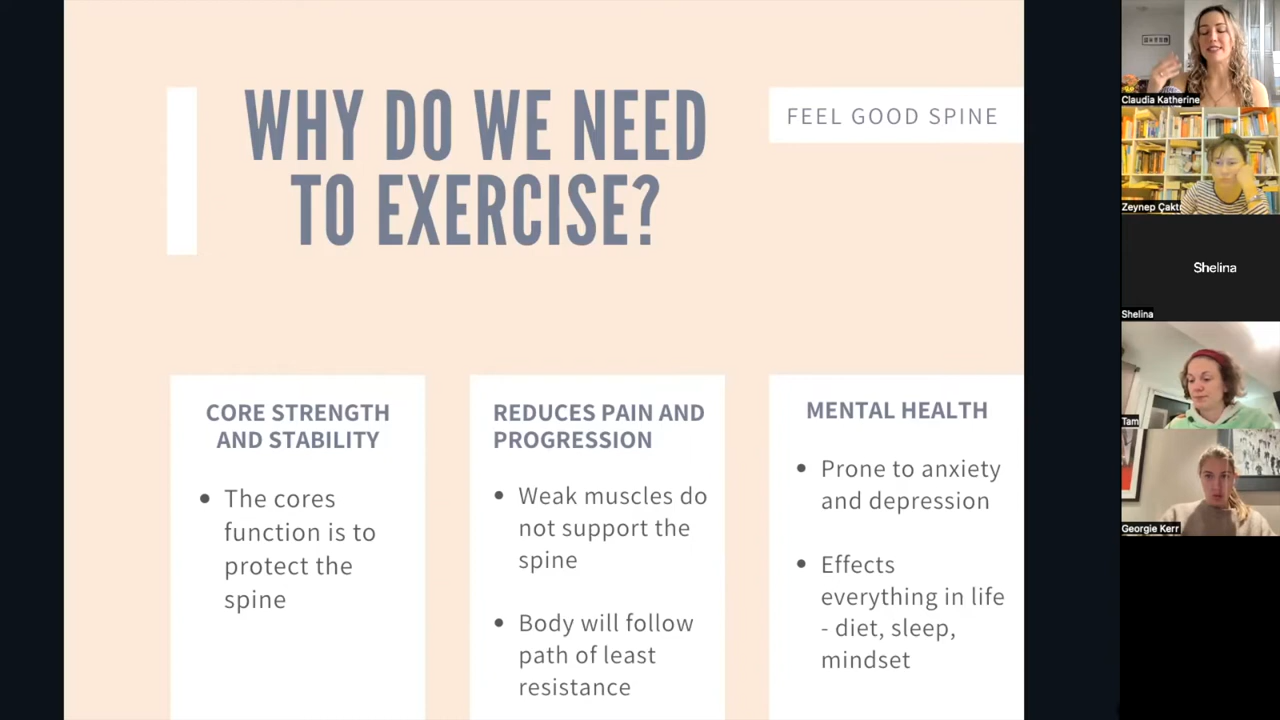 WHY DO WE NEED
TO EXERCISE?
FEEL GOOD SPINE
CORE STRENGTH
AND STABILITY
• The cores
function is to
protect the
spine
REDUCES PAIN AND
PROGRESSION
• Weak muscles do
not support the
spine
• Body will follow
path of least
resistance
MENTAL HEALTH
• Prone to anxiety
and depression
• Effects
everything in life
- diet, sleep,
mindset
Claudia Katherine
Zeynep Çaktı
Shelina
Shelina
Tam
Georgie Kerr